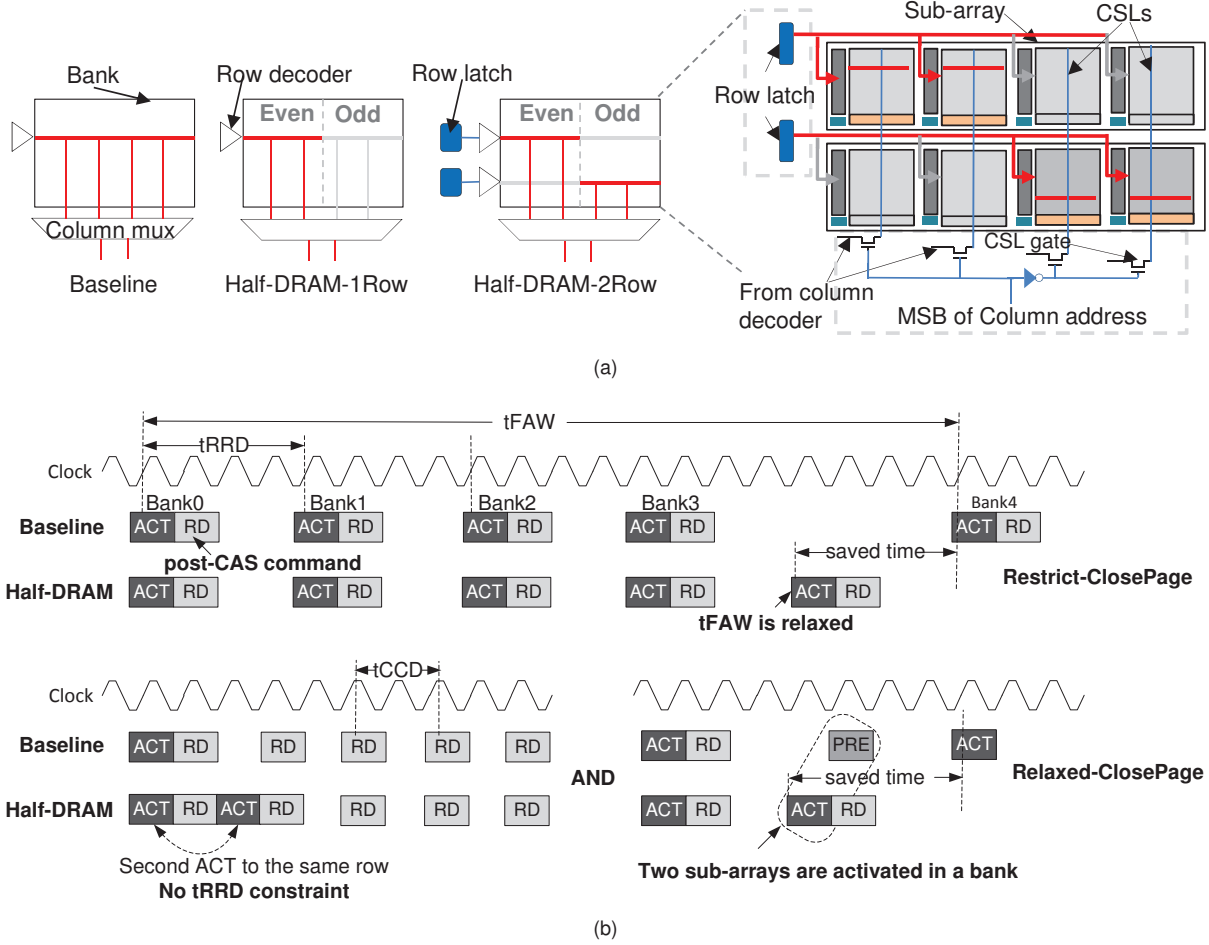 Sub-array
CSLs
Bank
Row decoder
Row latch
Even Odd
Even Odd
Row latch
Column mux
Baseline
Half-DRAM-1Row
Half-DRAM-2Row
CSL gate
From column
decoder
MSB of Column address
(a)
tFAW
tRRD
Clock
Bank0
Bank1
Bank2
Bank3
Bank4
Baseline
ACT RD
ACT RD
ACT RD
ACT RD
ACT RD
post-CAS command
saved time
Half-DRAM
ACT RD
ACT RD
ACT RD
ACT RD
ACT RD
Restrict-ClosePage
tFAW is relaxed
tCCD
Clock
Baseline
ACT RD
RD
RD
RD
RD
ACT RD
PRE
ACT
AND
saved time
Relaxed-ClosePage
Half-DRAM
ACT RD ACT RD
RD
RD
RD
ACT RD
ACT RD
Second ACT to the same row
No tRRD constraint
Two sub-arrays are activated in a bank
(b)